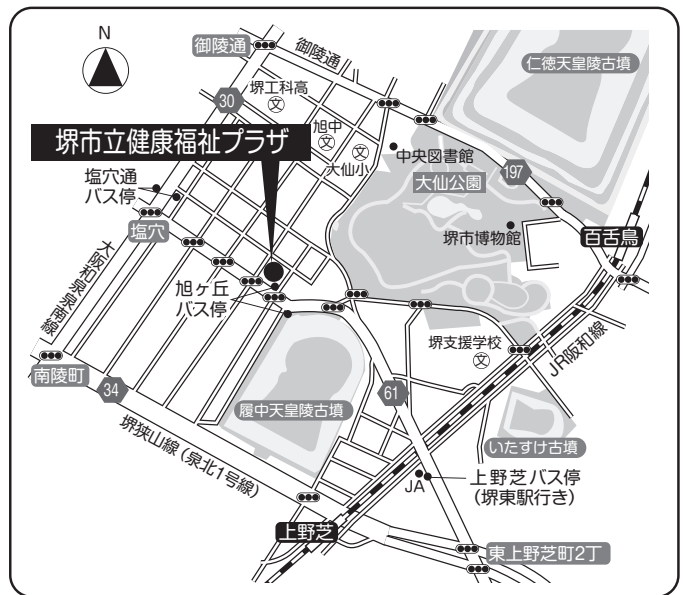 N
御陵通
御陵通
仁徳天皇陵古墳
30
堺工科高
文
旭中
文
文
大仙小
中央図書館
大仙公園
197
堺市立健康福祉プラザ
塩穴通
バス停
塩穴
堺市博物館
百舌鳥
大阪和泉泉南線
旭ヶ丘
バス停
堺支援学校
文
JR阪和線
南陵町
34
61
履中天皇陵古墳
いたすけ古墳
堺狭山線(泉北1号線)
JA
上野芝バス停
(堺東駅行き)
上野芝
東上野芝町2丁